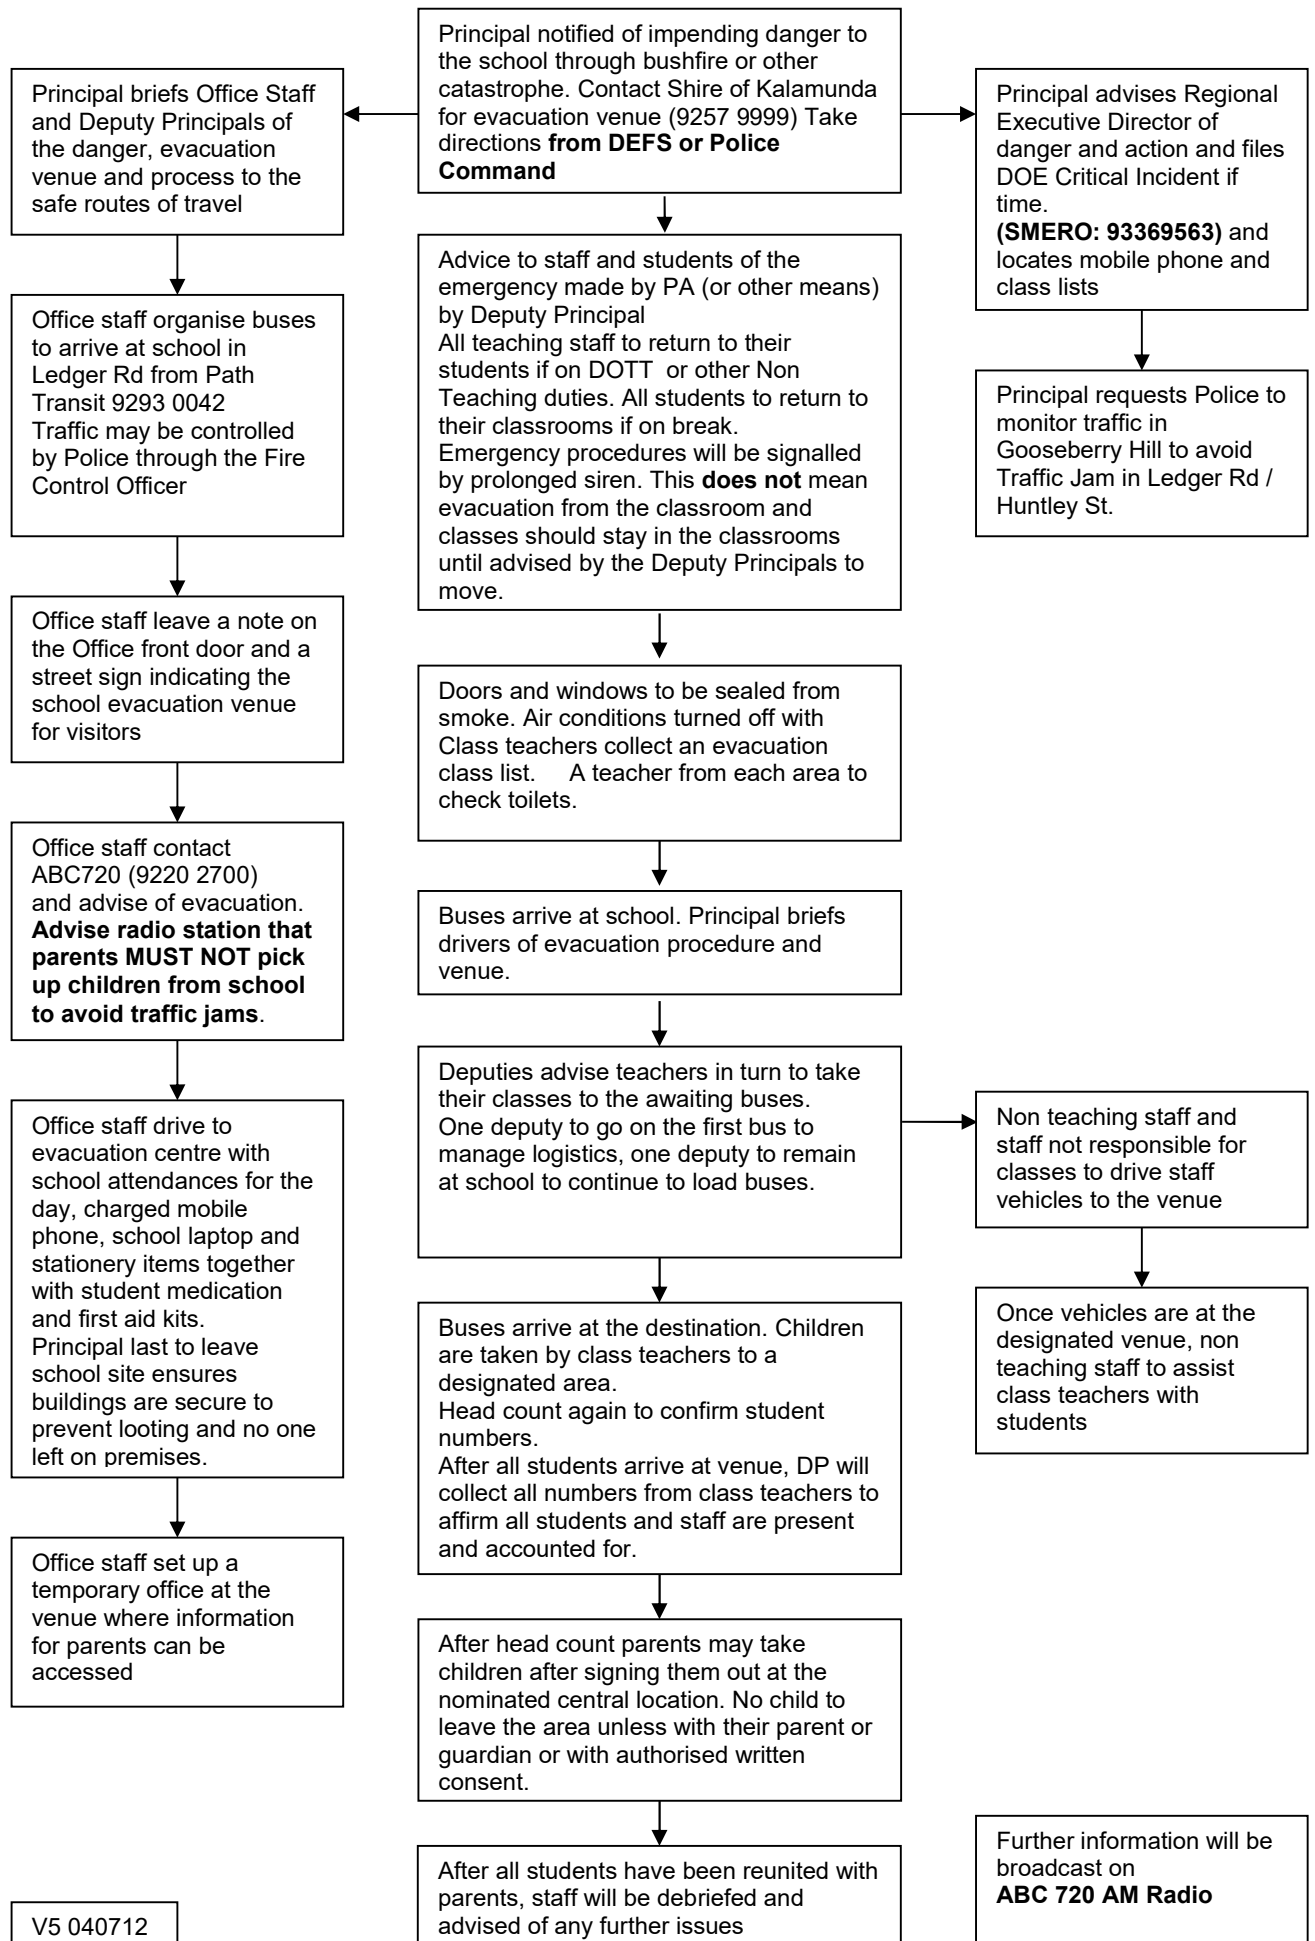 Principal notified of impending danger to
the school through bushfire or other
catastrophe. Contact Shire of Kalamunda
for evacuation venue (9257 9999) Take
directions from DEFS or Police
Command
Principal briefs Office Staff
and Deputy Principals of
the danger, evacuation
venue and process to the
safe routes of travel
Principal advises Regional
Executive Director of
danger and action and files
DOE Critical Incident if
time.
(SMERO: 93369563) and
locates mobile phone and
class lists
Office staff organise buses
to arrive at school in
Ledger Rd from Path
Transit 9293 0042
Traffic may be controlled
by Police through the Fire
Control Officer
Advice to staff and students of the
emergency made by PA (or other means)
by Deputy Principal
All teaching staff to return to their
students if on DOTT or other Non
Teaching duties. All students to return to
their classrooms if on break.
Emergency procedures will be signalled
by prolonged siren. This does not mean
evacuation from the classroom and
classes should stay in the classrooms
until advised by the Deputy Principals to
move.
Principal requests Police to
monitor traffic in
Gooseberry Hill to avoid
Traffic Jam in Ledger Rd /
Huntley St.
Office staff leave a note on
the Office front door and a
street sign indicating the
school evacuation venue
for visitors
Doors and windows to be sealed from
smoke. Air conditions turned off with
Class teachers collect an evacuation
class list. A teacher from each area to
check toilets.
Office staff contact
ABC720 (9220 2700)
and advise of evacuation.
Advise radio station that
parents MUST NOT pick
up children from school
to avoid traffic jams.
Buses arrive at school. Principal briefs
drivers of evacuation procedure and
venue.
Deputies advise teachers in turn to take
their classes to the awaiting buses.
One deputy to go on the first bus to
manage logistics, one deputy to remain
at school to continue to load buses.
Non teaching staff and
staff not responsible for
classes to drive staff
vehicles to the venue
Office staff drive to
evacuation centre with
school attendances for the
day, charged mobile
phone, school laptop and
stationery items together
with student medication
and first aid kits.
Principal last to leave
school site ensures
buildings are secure to
prevent looting and no one
left on premises.
Buses arrive at the destination. Children
are taken by class teachers to a
designated area.
Head count again to confirm student
numbers.
After all students arrive at venue, DP will
collect all numbers from class teachers to
affirm all students and staff are present
and accounted for.
Once vehicles are at the
designated venue, non
teaching staff to assist
class teachers with
students
Office staff set up a
temporary office at the
venue where information
for parents can be
accessed
After head count parents may take
children after signing them out at the
nominated central location. No child to
leave the area unless with their parent or
guardian or with authorised written
consent.
After all students have been reunited with
parents, staff will be debriefed and
advised of any further issues
Further information will be
broadcast on
ABC 720 AM Radio
V5 040712